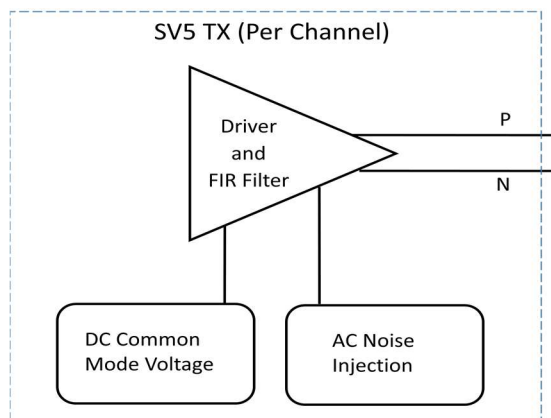 SV5 TX (Per Channel)
Driver
and
FIR Filter
P
N
DC Common
Mode Voltage
AC Noise
Injection